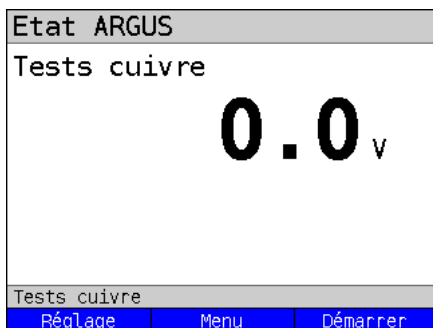 Etat ARGUS
Tests cuivre
0.0 V
Tests cuivre
Réglage Menu Démarrer